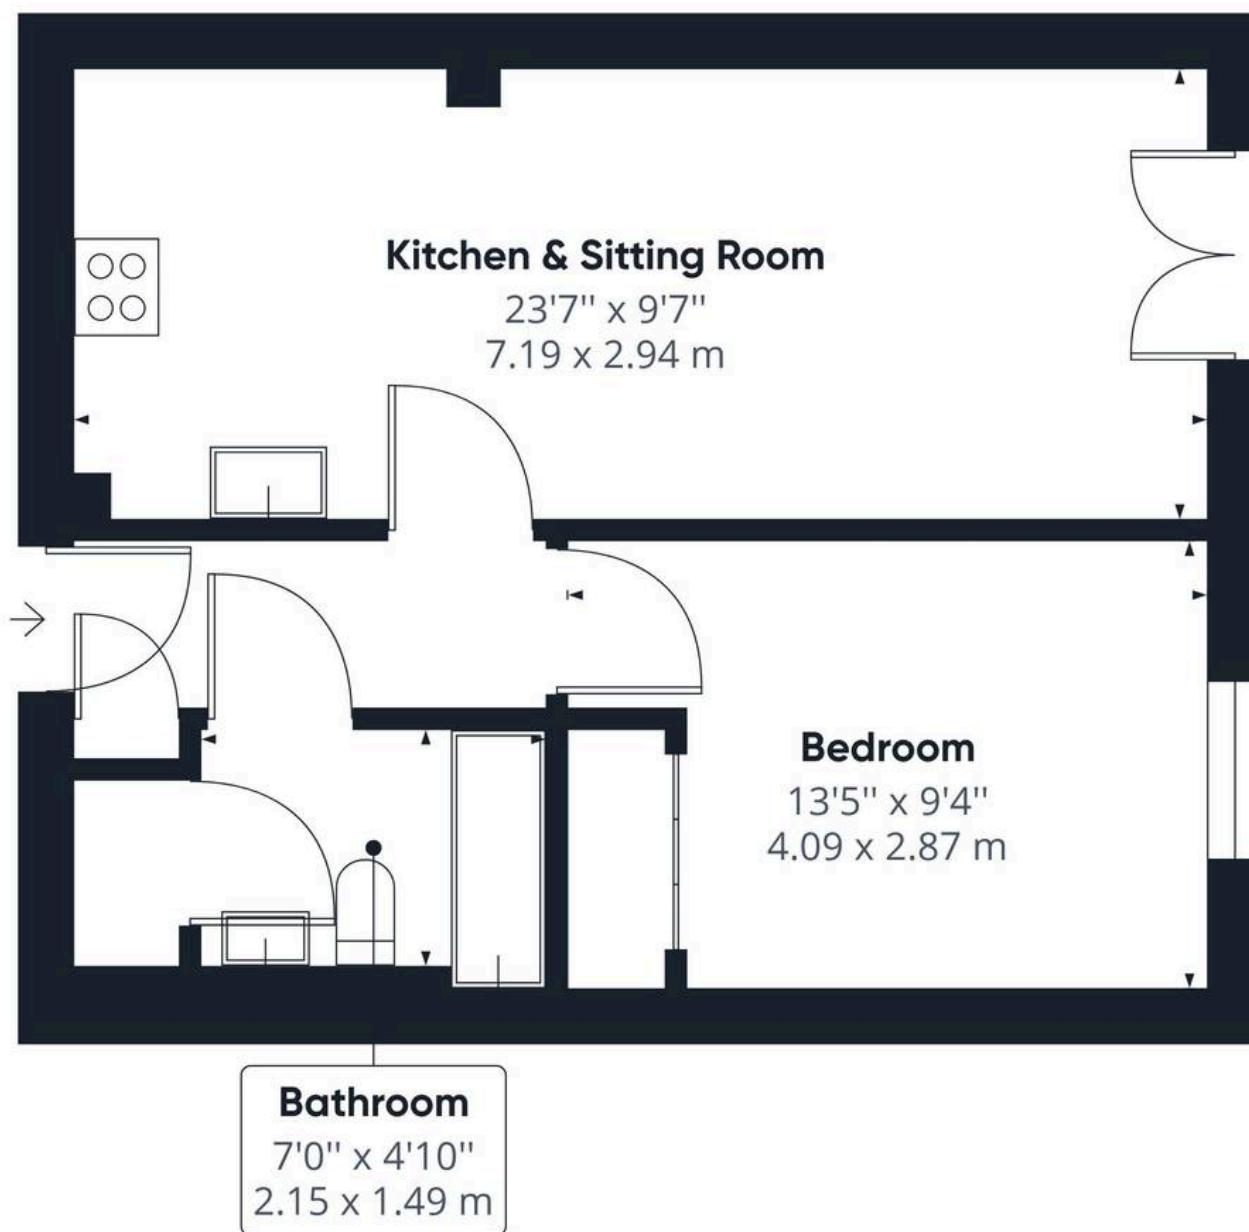 Kitchen & Sitting Room
23'7" x 9'7"
7.19 x 2.94 m
Bedroom
13'5" x 9'4"
4.09 x 2.87 m
Bathroom
7'0" x 4'10"
2.15 x 1.49 m